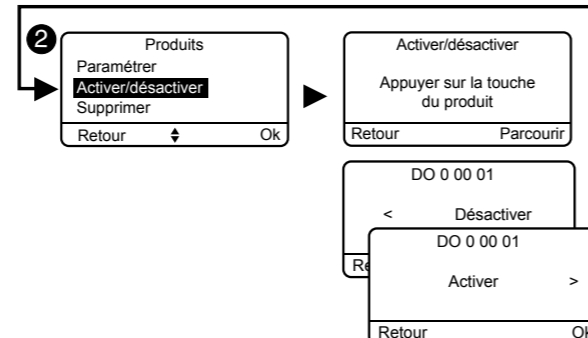 2
Produits
Paramétrer
Activer/désactiver
Supprimer
Retour Ok
Activer/désactiver
Appuyer sur la touche
du produit
Retour Parcourir
DO 0 00 01
< Désactiver
DO 0 00 01
Activer >
Retour Ok